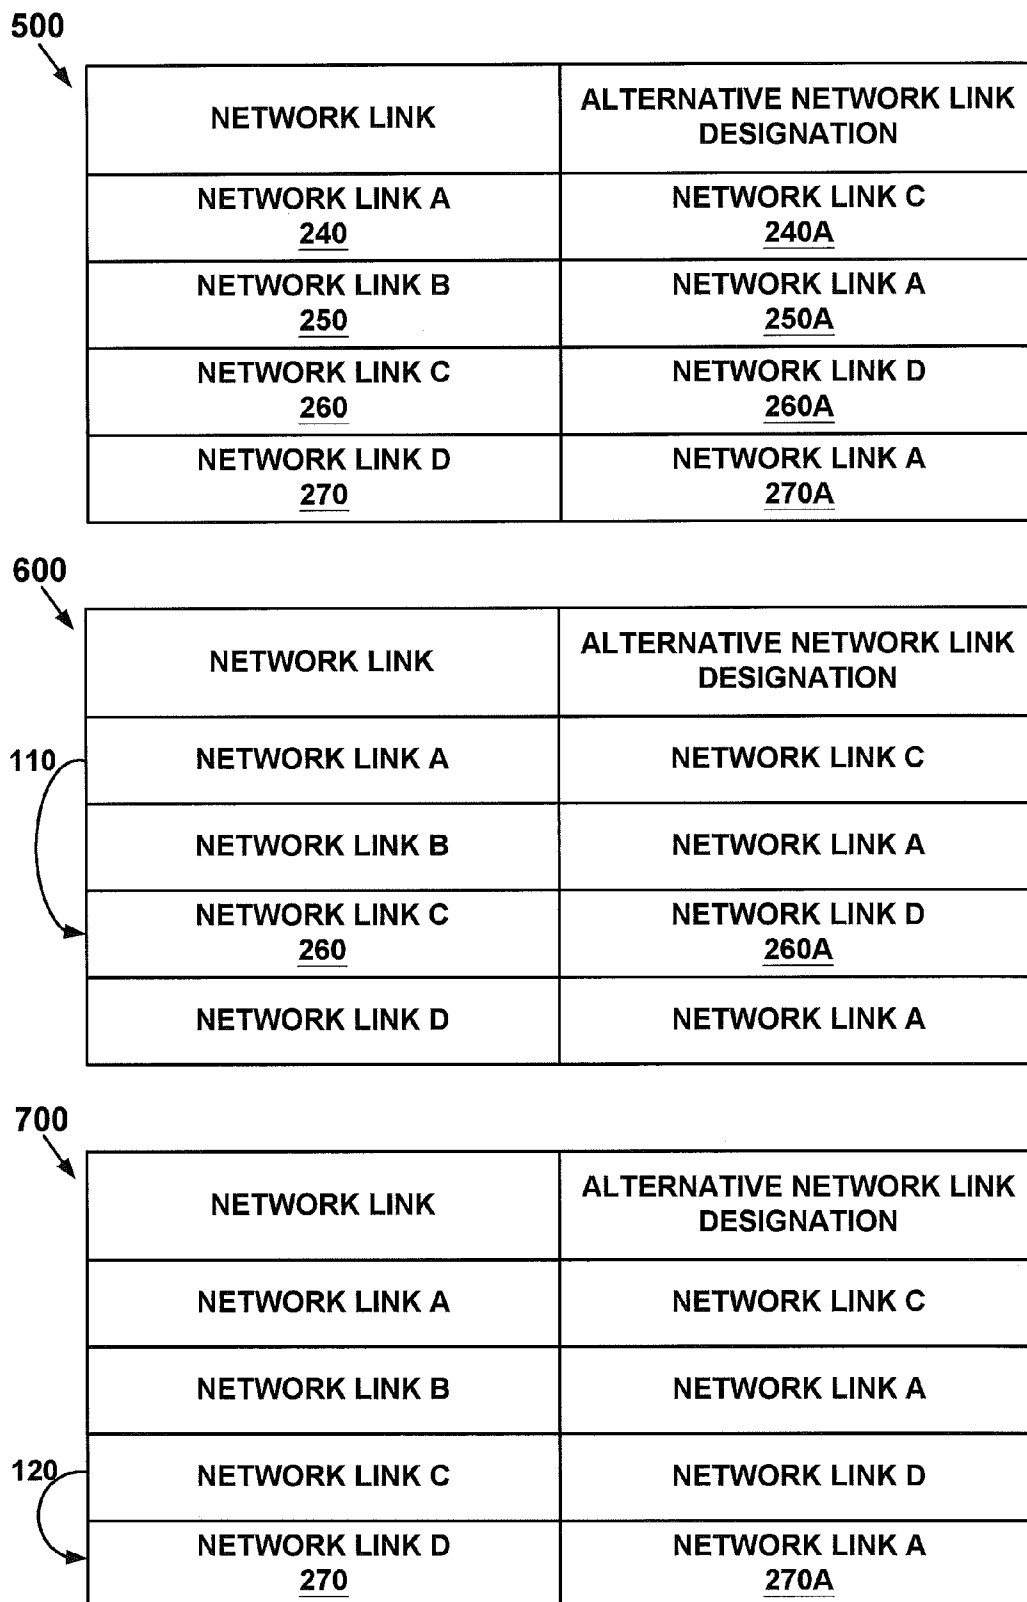 500
NETWORK LINK
ALTERNATIVE NETWORK LINK
DESIGNATION
NETWORK LINK A
240
NETWORK LINK C
240A
NETWORK LINK B
250
NETWORK LINK A
250A
NETWORK LINK C
260
NETWORK LINK D
260A
NETWORK LINK D
270
NETWORK LINK A
270A
600
NETWORK LINK
ALTERNATIVE NETWORK LINK
DESIGNATION
110
NETWORK LINK A
NETWORK LINK C
NETWORK LINK B
NETWORK LINK A
NETWORK LINK C
260
NETWORK LINK D
260A
NETWORK LINK D
NETWORK LINK A
700
NETWORK LINK
ALTERNATIVE NETWORK LINK
DESIGNATION
NETWORK LINK A
NETWORK LINK C
NETWORK LINK B
NETWORK LINK A
120
NETWORK LINK C
NETWORK LINK D
NETWORK LINK D
270
NETWORK LINK A
270A